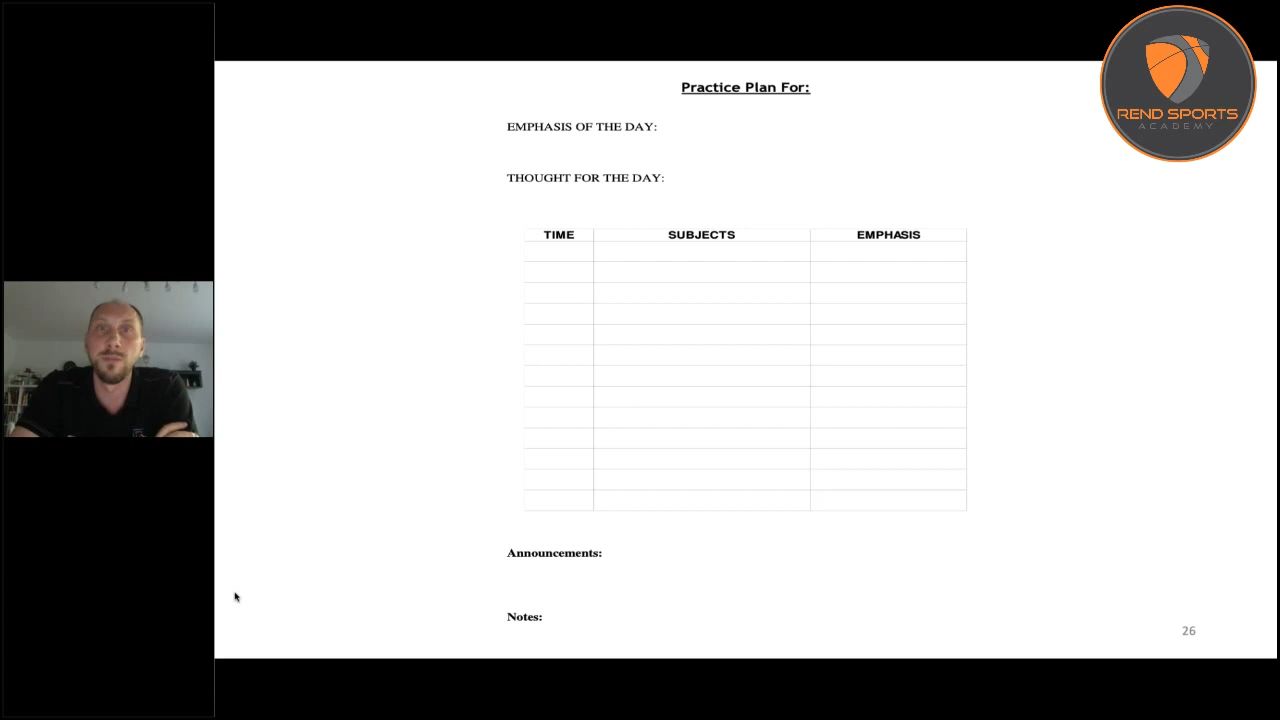 REND SPORTS
ACADEMY
Practice Plan For:
EMPHASIS OF THE DAY:
THOUGHT FOR THE DAY:
TIME SUBJECTS EMPHASIS
Announcements:
Notes:
26